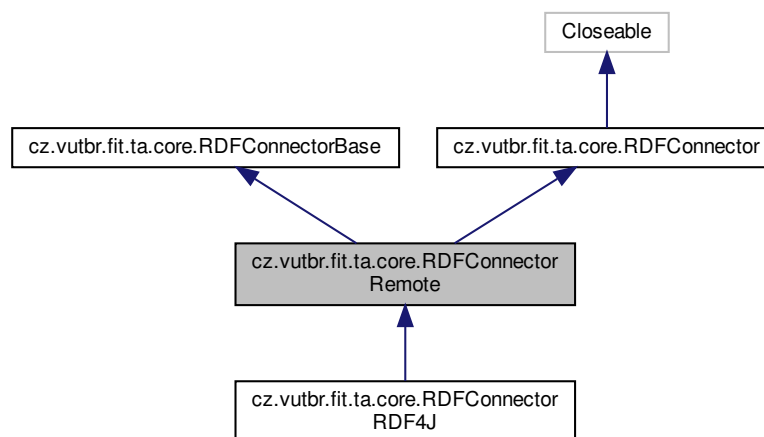 Closeable
cz.vutbr.fit.ta.core.RDFConnectorBase
cz.vutbr.fit.ta.core.RDFConnector
cz.vutbr.fit.ta.core.RDFConnector
Remote
cz.vutbr.fit.ta.core.RDFConnector
RDF4J